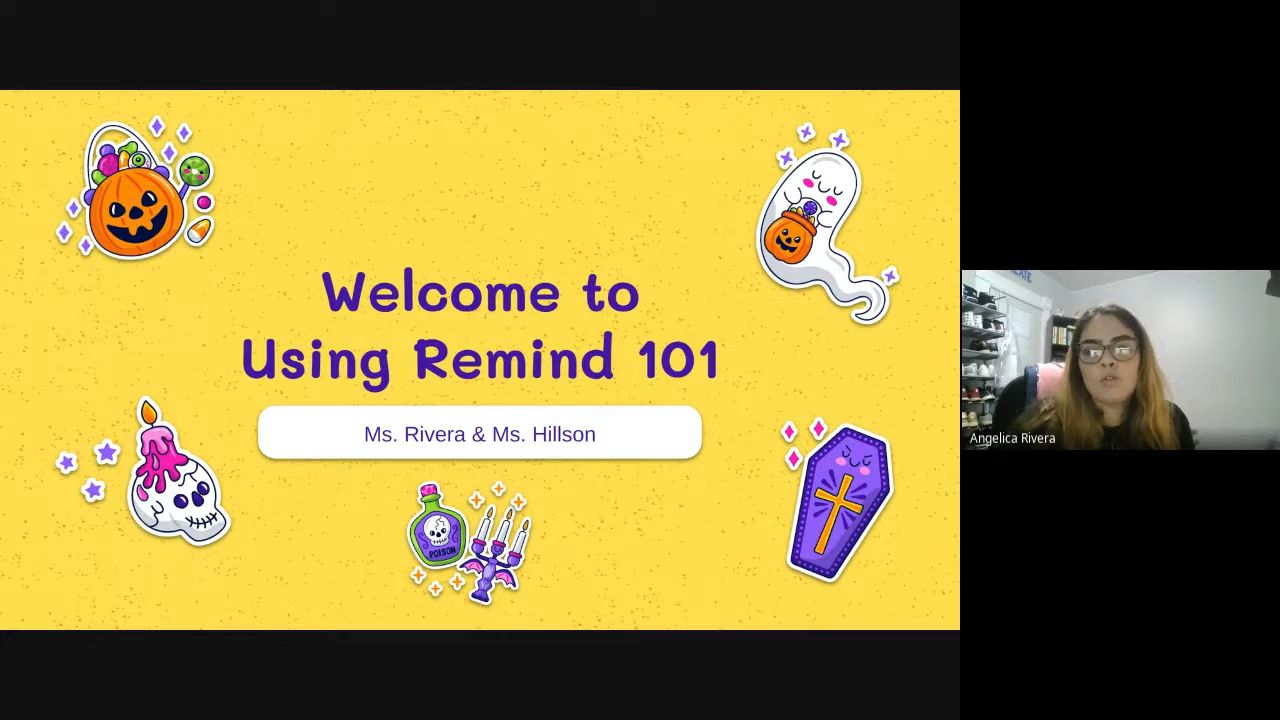 Welcome to
Using Remind 101
Ms. Rivera & Ms. Hillson
POISON
Angelica Rivera